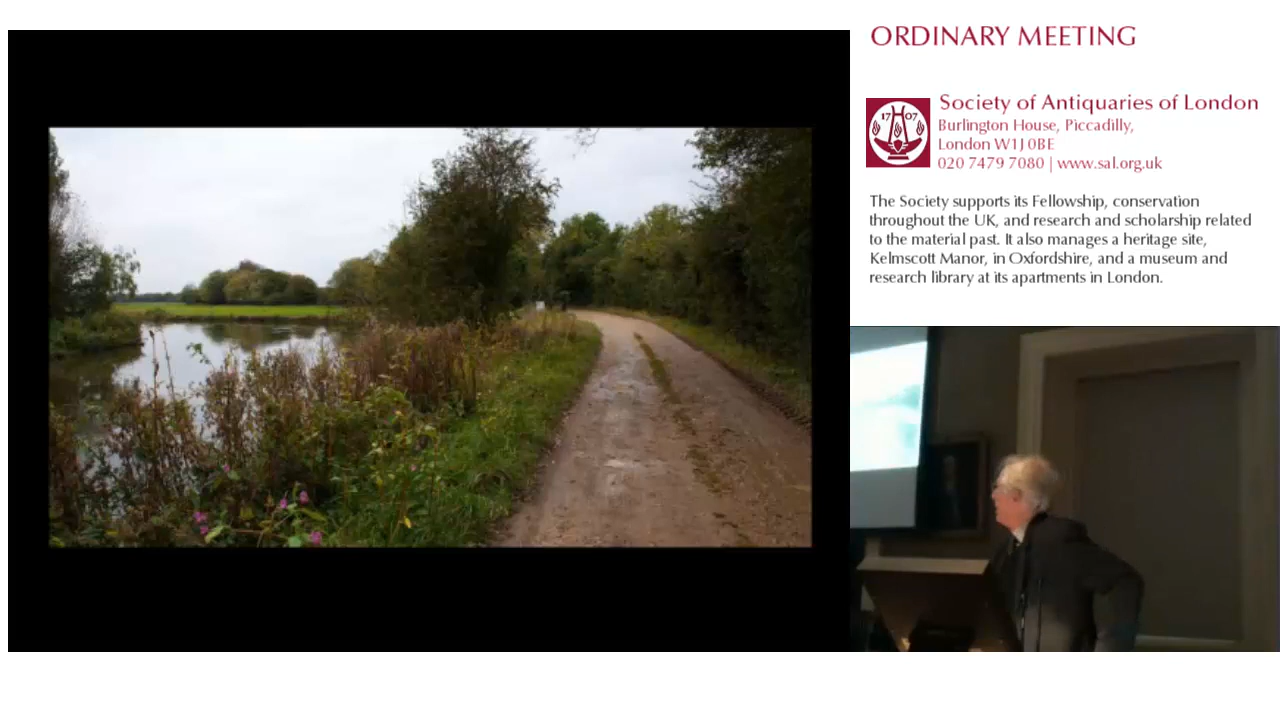 ORDINARY MEETING
Society of Antiquaries of London
Burlington House, Piccadilly,
London W1J 0BE
020 7479 7080 | www.sal.org.uk
17 07
The Society supports its Fellowship, conservation
throughout the UK, and research and scholarship related
to the material past. It also manages a heritage site,
Kelmscott Manor, in Oxfordshire, and a museum and
research library at its apartments in London.